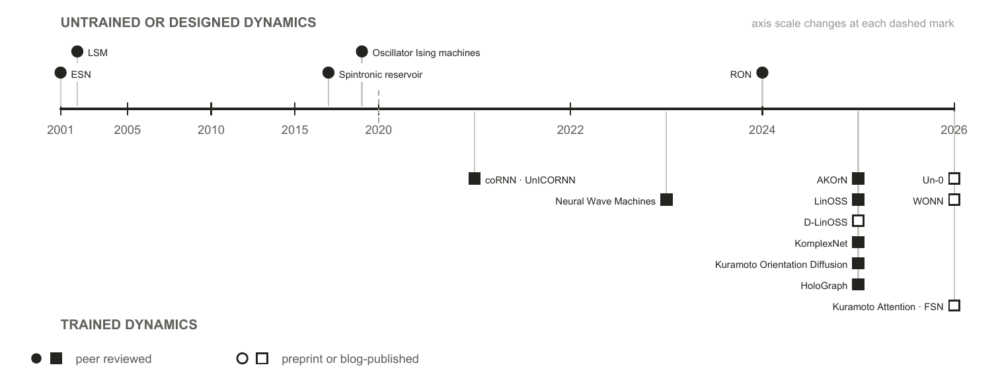 UNTRAINED OR DESIGNED DYNAMICS
axis scale changes at each dashed mark
LSM
Oscillator Ising machines
ESN
Spintronic reservoir
RON
2001 2005 2010 2015 2020 2022 2024 2026
coRNN · UnICORNN
AKOrN
Un-0
Neural Wave Machines
LinOSS
WONN
D-LinOSS
KomplexNet
Kuramoto Orientation Diffusion
HoloGraph
Kuramoto Attention · FSN
TRAINED DYNAMICS
peer reviewed
preprint or blog-published